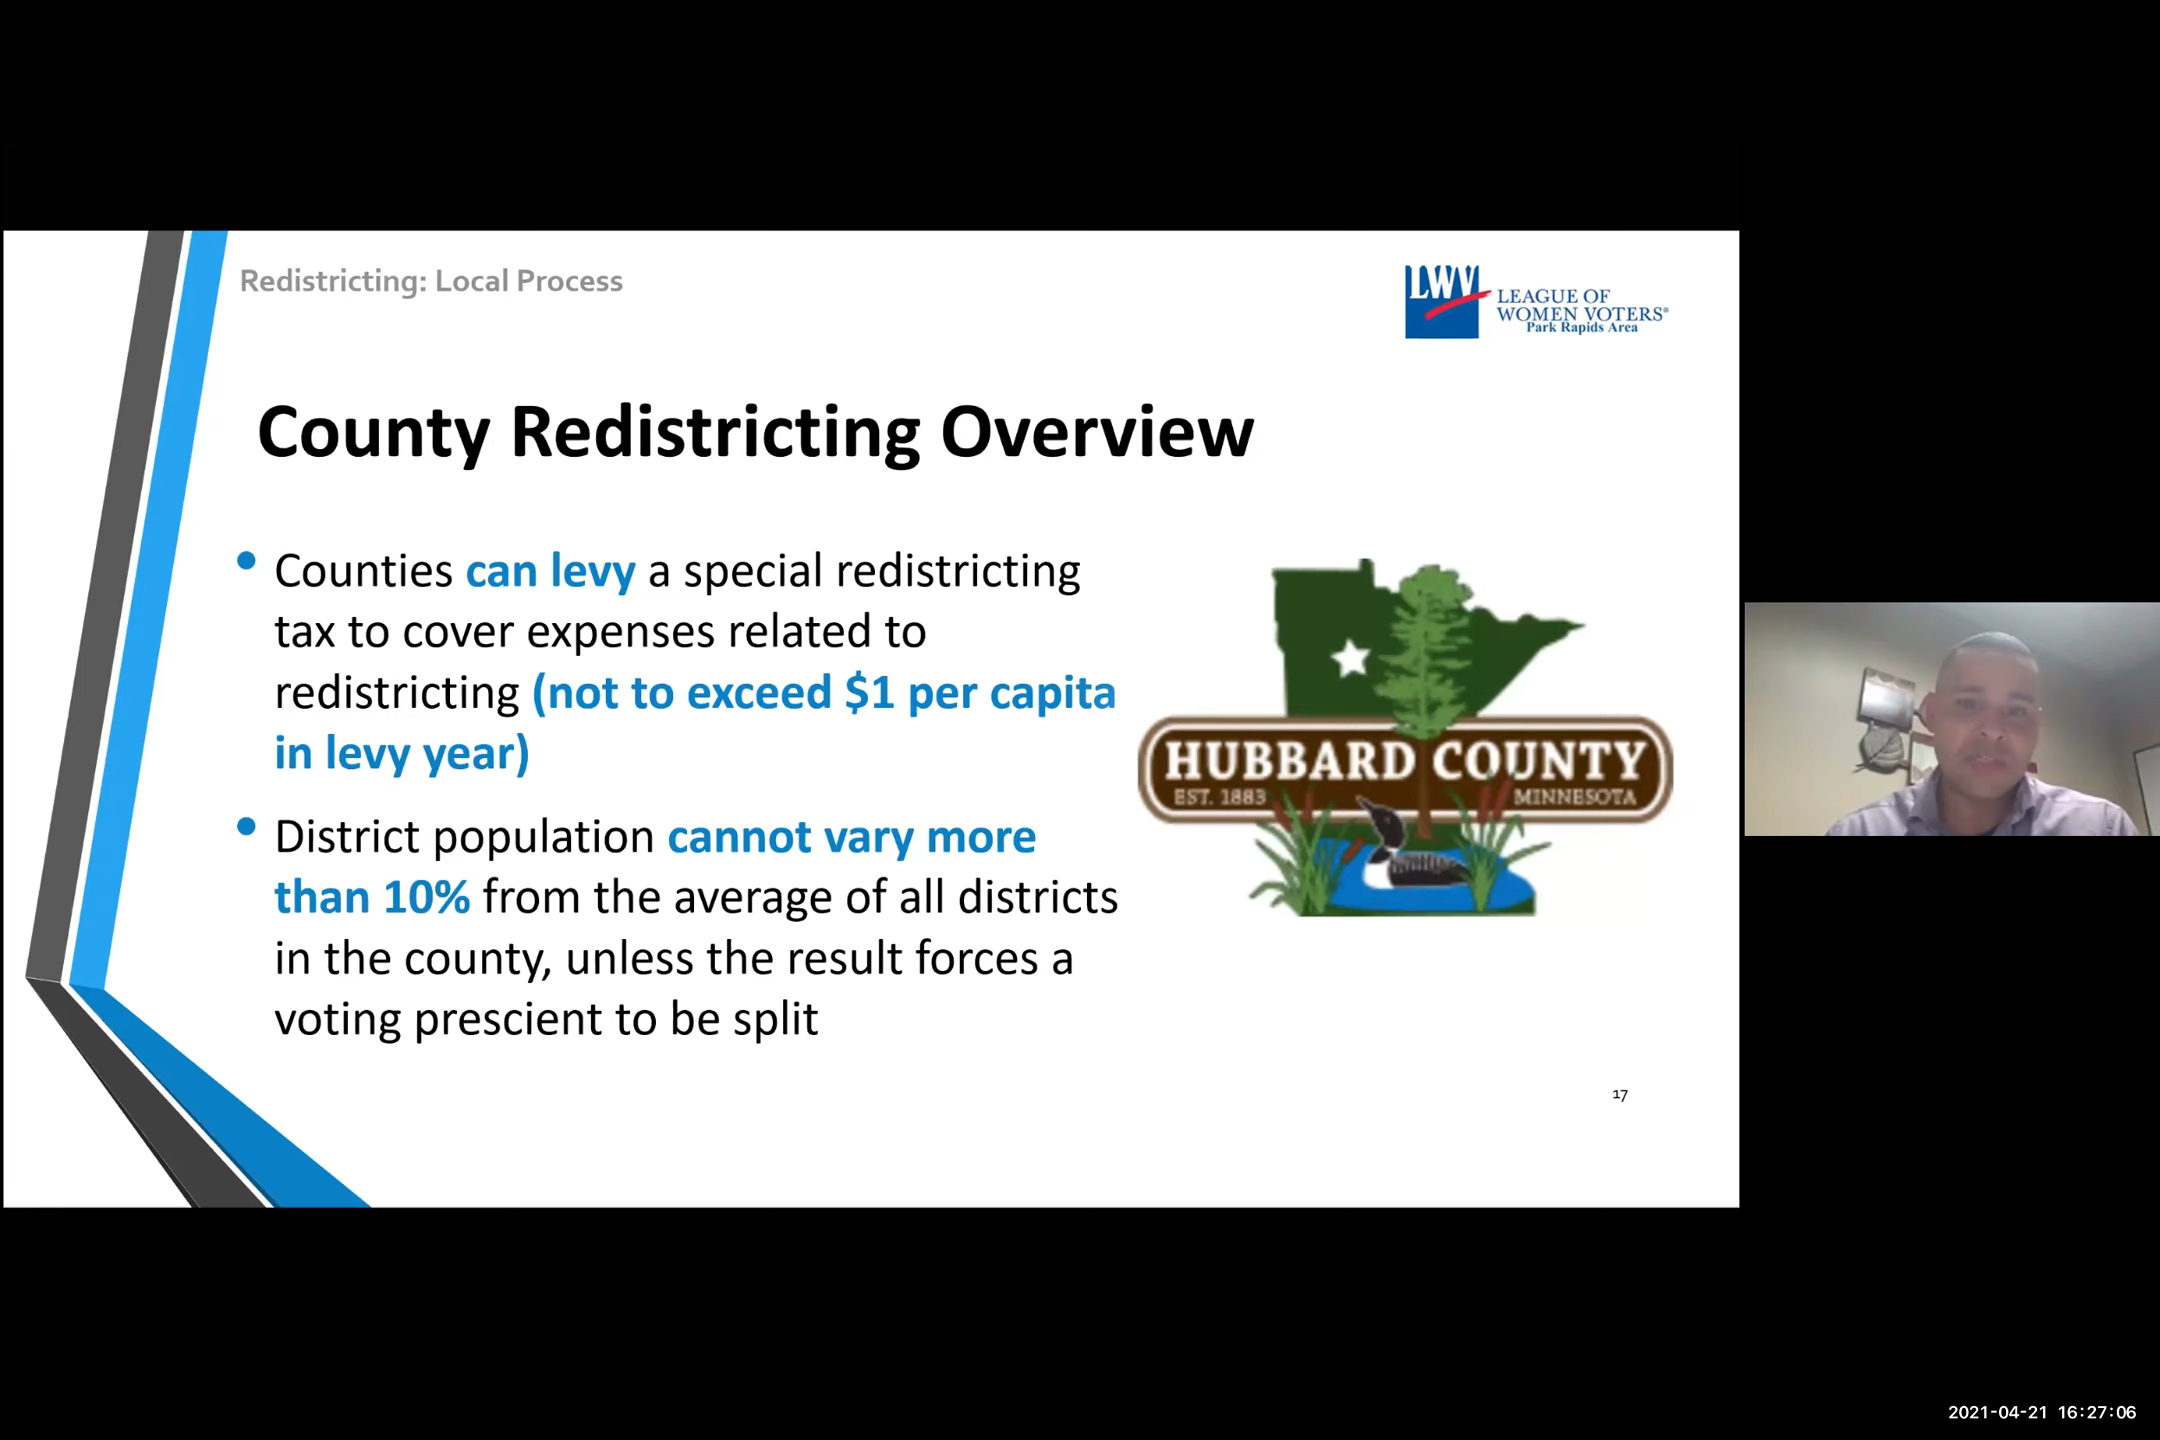 Redistricting: Local Process
LWV
LEAGUE OF
WOMEN VOTERS®
Park Rapids Area
County Redistricting Overview
• Counties can levy a special redistricting
tax to cover expenses related to
redistricting (not to exceed $1 per capita
in levy year)
• District population cannot vary more
than 10% from the average of all districts
in the county, unless the result forces a
voting prescient to be split
HUBBARD COUNTY
EST. 1883
MINNESOTA
17
2021-04-21 16:27:06